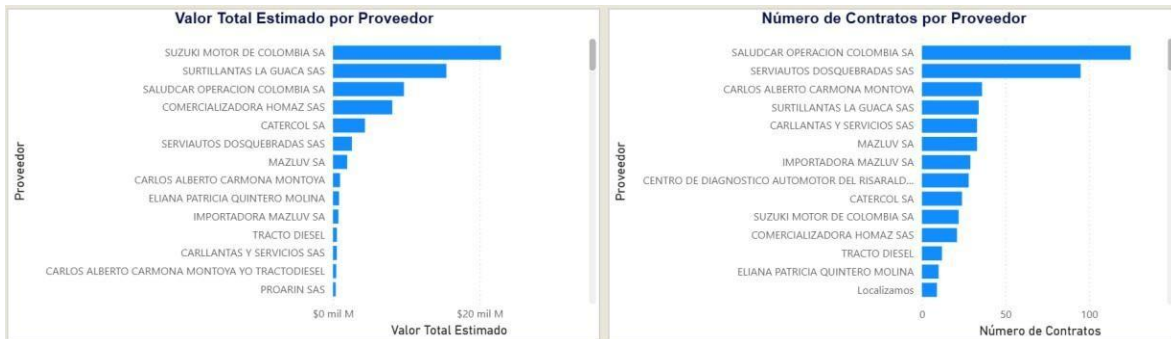 Valor Total Estimado por Proveedor
Proveedor
SUZUKI MOTOR DE COLOMBIA SA
SURTILLANTAS LA GUACA SAS
SALUDCAR OPERACION COLOMBIA SA
COMERCIALIZADORA HOMAZ SAS
CATERCOL SA
SERVIAUTOS DOSQUEBRADAS SAS
MAZLUV SA
CARLOS ALBERTO CARMONA MONTOYA
ELIANA PATRICIA QUINTERO MOLINA
IMPORTADORA MAZLUV SA
TRACTO DIESEL
CARLLANTAS Y SERVICIOS SAS
CARLOS ALBERTO CARMONA MONTOYA YO TRACTODIESEL
PROARIN SAS
$0 mil M $20 mil M
Valor Total Estimado
Número de Contratos por Proveedor
Proveedor
SALUDCAR OPERACION COLOMBIA SA
SERVIAUTOS DOSQUEBRADAS SAS
CARLOS ALBERTO CARMONA MONTOYA
SURTILLANTAS LA GUACA SAS
CARLLANTAS Y SERVICIOS SAS
MAZLUV SA
IMPORTADORA MAZLUV SA
CENTRO DE DIAGNOSTICO AUTOMOTOR DEL RISARALD...
CATERCOL SA
SUZUKI MOTOR DE COLOMBIA SA
COMERCIALIZADORA HOMAZ SAS
TRACTO DIESEL
ELIANA PATRICIA QUINTERO MOLINA
Localizamos
0 50 100
Número de Contratos